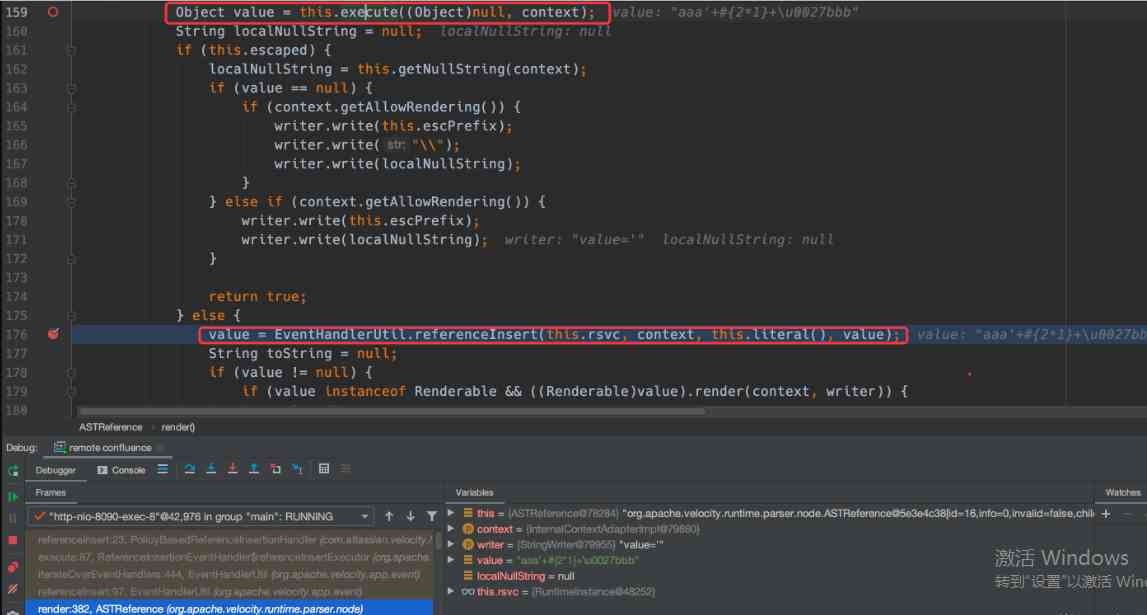 159 Object value = this.execute((Object)null, context); value: "aaa'+#{2*1}+\u0027bbb"
160 String localNullString = null; localNullString: null
161 if (this.escaped) {
162 localNullString = this.getNullString(context);
163 if (value == null) {
164 if (context.getAllowRendering()) {
165 writer.write(this.escPrefix);
166 writer.write( str: "\\");
167 writer.write(localNullString);
168 }
169 } else if (context.getAllowRendering()) {
170 writer.write(this.escPrefix);
171 writer.write(localNullString); writer: "value='" localNullString: null
172 }
173
174 return true;
175 } else {
176 value = EventHandlerUtil.referenceInsert(this.rsvc, context, this.literal(), value); value: "aaa'+#{2*1}+\u0027bb
177 String toString = null;
178 if (value != null) {
179 if (value instanceof Renderable && ((Renderable)value).render(context, writer)) {
180
ASTReference › render()
Debug: remote confluence
Debugger Console
Frames Variables Watches
"http-nio-8090-exec-8"@42,976 in group "main": RUNNING
referenceInsert:23, PolicyBasedReferenceInsertionHandler (com.atlassian.velocity.
execute:87, ReferenceInsertionEventHandler$referenceInsertExecutor (org.apache.
iterateOverEventHandlers:444, EventHandlerUtil (org.apache.velocity.app.event)
referenceInsert:97, EventHandlerUtil (org.apache.velocity.app.event)
render:382, ASTReference (org.apache.velocity.runtime.parser.node)
this = {ASTReference@78284} "org.apache.velocity.runtime.parser.node.ASTReference@5e3e4c38[id=16,info=0,invalid=false,chil
context = {InternalContextAdapterImpl@79880}
writer = {StringWriter@79955} "value='"
value = "aaa'+#{2*1}+\u0027bbb"
localNullString = null
this.rsvc = {RuntimeInstance@48252}
激活 Windows
转到"设置"以激活 Win